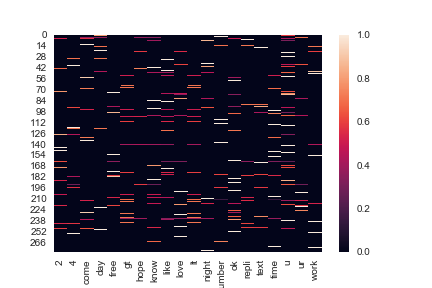 0
14
28
42
56
70
84
98
112
126
140
154
168
182
196
210
224
238
252
266
2
4
come
day
free
gt
hope
know
like
love
lt
night
umber
ok
repli
text
time
u
ur
work
1.0
0.8
0.6
0.4
0.2
0.0